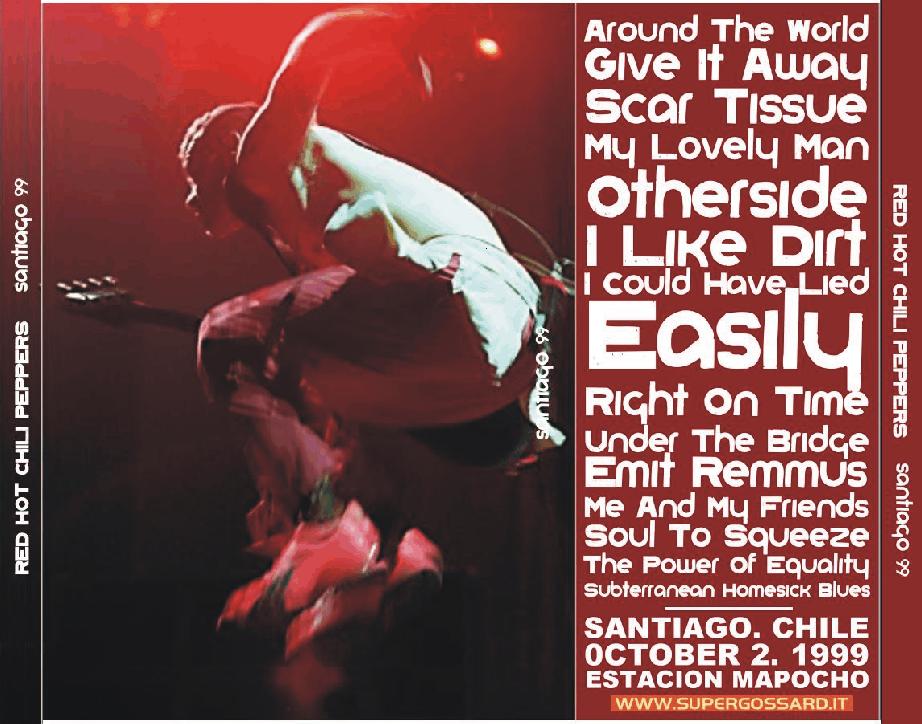 RED HOT CHILI PEPPERS santiago 99
santiago 99
Around The World
Give It Away
Scar Tissue
My Lovely Man
Otherside
I Like Dirt
I Could Have Lied
Easily
Right On Time
Under The Bridge
Emit Remmus
Me And My Friends
Soul To Squeeze
The Power Of Equality
Subterranean Homesick Blues
SANTIAGO. CHILE
OCTOBER 2. 1999
ESTACION MAPOCHO
WWW.SUPERGOSSARD.IT
RED HOT CHILI PEPPERS santiago 99